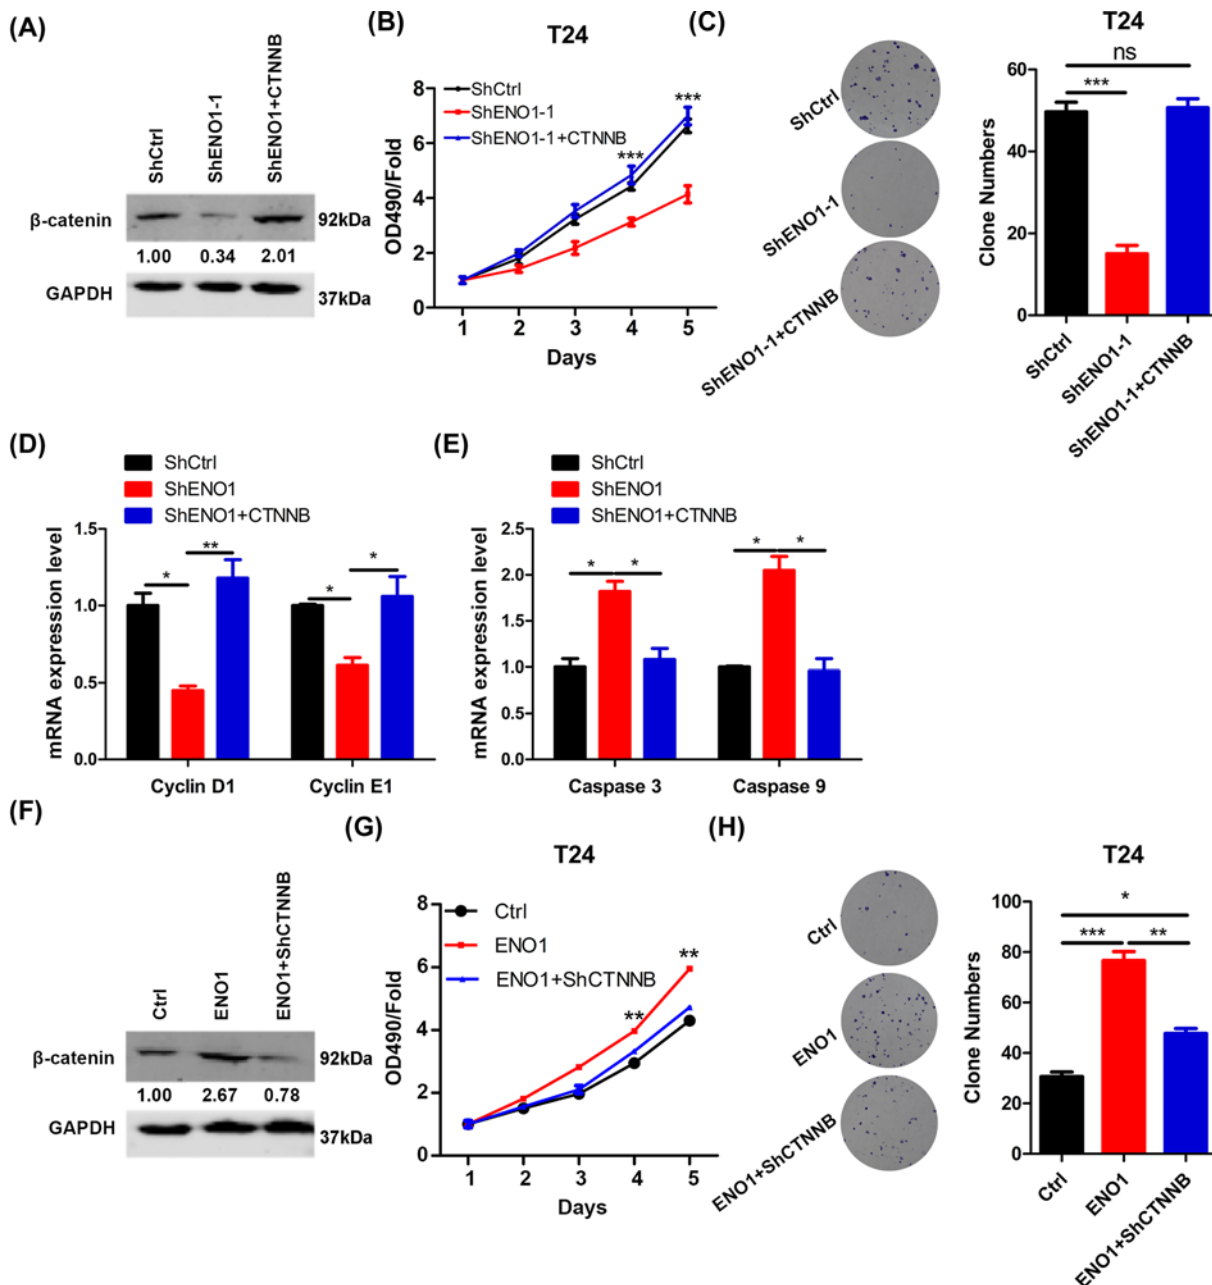 (A)
ShCtrl
ShENO1-1
ShENO1+CTNNB
β-catenin
92kDa
1.00 0.34 2.01
GAPDH
37kDa
(B)
T24
ShCtrl
ShENO1-1
ShENO1-1+CTNNB
***
***
OD490/Fold
8
6
4
2
0
1 2 3 4 5
Days
(C)
ShCtrl
ShENO1-1
ShENO1-1+CTNNB
T24
ns
***
Clone Numbers
60
40
20
0
ShCtrl
ShENO1-1
ShENO1-1+CTNNB
(D)
ShCtrl
ShENO1
ShENO1+CTNNB
mRNA expression level
1.5
1.0
0.5
0.0
* ** * *
Cyclin D1 Cyclin E1
(E)
ShCtrl
ShENO1
ShENO1+CTNNB
mRNA expression level
2.5
2.0
1.5
1.0
0.5
0.0
* * * *
Caspase 3 Caspase 9
(F)
Ctrl
ENO1
ENO1+ShCTNNB
β-catenin
92kDa
1.00 2.67 0.78
GAPDH
37kDa
(G)
T24
Ctrl
ENO1
ENO1+ShCTNNB
**
**
OD490/Fold
8
6
4
2
0
1 2 3 4 5
Days
(H)
Ctrl
ENO1
ENO1+ShCTNNB
T24
*
*** **
Clone Numbers
100
80
60
40
20
0
Ctrl
ENO1
ENO1+ShCTNNB